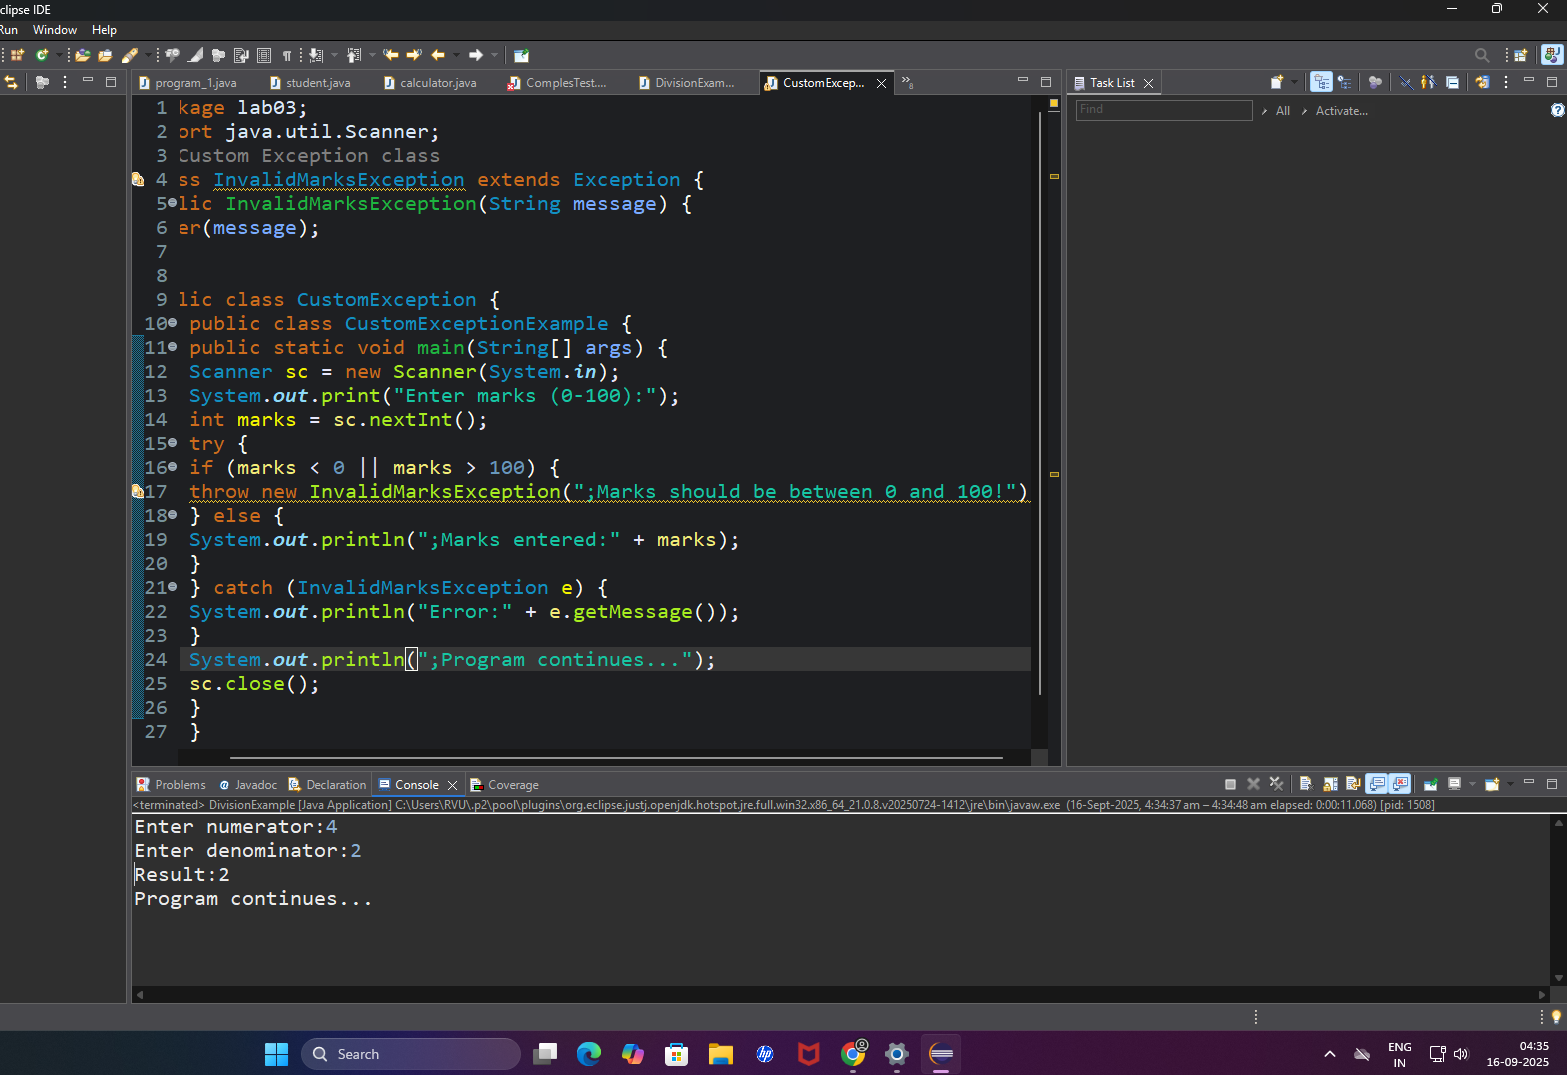 clipse IDE
Run Window Help
program_1.java student.java calculator.java ComplesTest.... DivisionExam... CustomExcep... »8
Task List
Find All Activate...
1 kage lab03;
2 ort java.util.Scanner;
3 Custom Exception class
4 ss InvalidMarksException extends Exception {
5 lic InvalidMarksException(String message) {
6 er(message);
7
8
9 lic class CustomException {
10 public class CustomExceptionExample {
11 public static void main(String[] args) {
12 Scanner sc = new Scanner(System.in);
13 System.out.print("Enter marks (0-100):");
14 int marks = sc.nextInt();
15 try {
16 if (marks < 0 || marks > 100) {
17 throw new InvalidMarksException(";Marks should be between 0 and 100!")
18 } else {
19 System.out.println(";Marks entered:" + marks);
20 }
21 } catch (InvalidMarksException e) {
22 System.out.println("Error:" + e.getMessage());
23 }
24 System.out.println(";Program continues...");
25 sc.close();
26 }
27 }
Problems Javadoc Declaration Console Coverage
<terminated> DivisionExample [Java Application] C:\Users\RVU\.p2\pool\plugins\org.eclipse.justj.openjdk.hotspot.jre.full.win32.x86_64_21.0.8.v20250724-1412\jre\bin\javaw.exe (16-Sept-2025, 4:34:37 am – 4:34:48 am elapsed: 0:00:11.068) [pid: 1508]
Enter numerator:4
Enter denominator:2
Result:2
Program continues...
Search
ENG
IN
04:35
16-09-2025